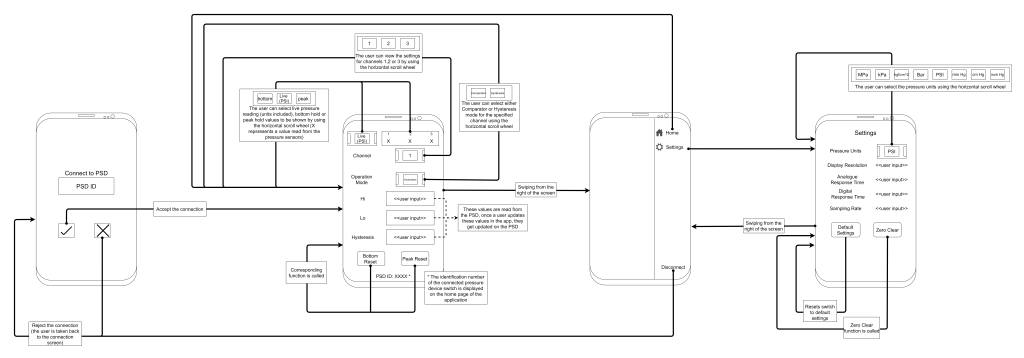 1 2 3
The user can view the settings
for channels 1,2 or 3 by using
the horizontal scroll wheel
MPa kPa kgf/cm^2 Bar PSI mm Hg cm Hg inch Hg
The user can select the pressure units using the horizontal scroll wheel
Comparator Hysteresis
The user can select either
Comparator or Hysteresis
mode for the specified
channel using the
horizontal scroll wheel
bottom Live
(PSI) peak
The user can select live pressure
reading (units included), bottom hold or
peak hold values to be shown by using
the horizontal scroll wheel (X
represents a value read from the
pressure sensors)
Connect to PSD
PSD ID
Accept the connection
Reject the connection
(the user is taken back
to the connection
screen)
Live
(PSI)
X X X
Channel
1
Operation
Mode
Hi
<<user input>>
Lo
<<user input>>
Hysteresis
<<user input>>
Bottom
Reset
Peak Reset
PSD ID: XXXX *
Corresponding
function is called
These values are read from
the PSD, once a user updates
these values in the app, they
get updated on the PSD
* The identification number
of the connected pressure
device switch is displayed
on the home page of the
application
Swiping from the
right of the screen
Home
Settings
Disconnect
Swiping from the
right of the screen
Settings
Pressure Units
PSI
Display Resolution
<<user input>>
Analogue
Response Time
<<user input>>
Digital
Response Time
<<user input>>
Sampling Rate
<<user input>>
Default
Settings
Zero Clear
Resets switch
to default
settings
Zero Clear
function is called